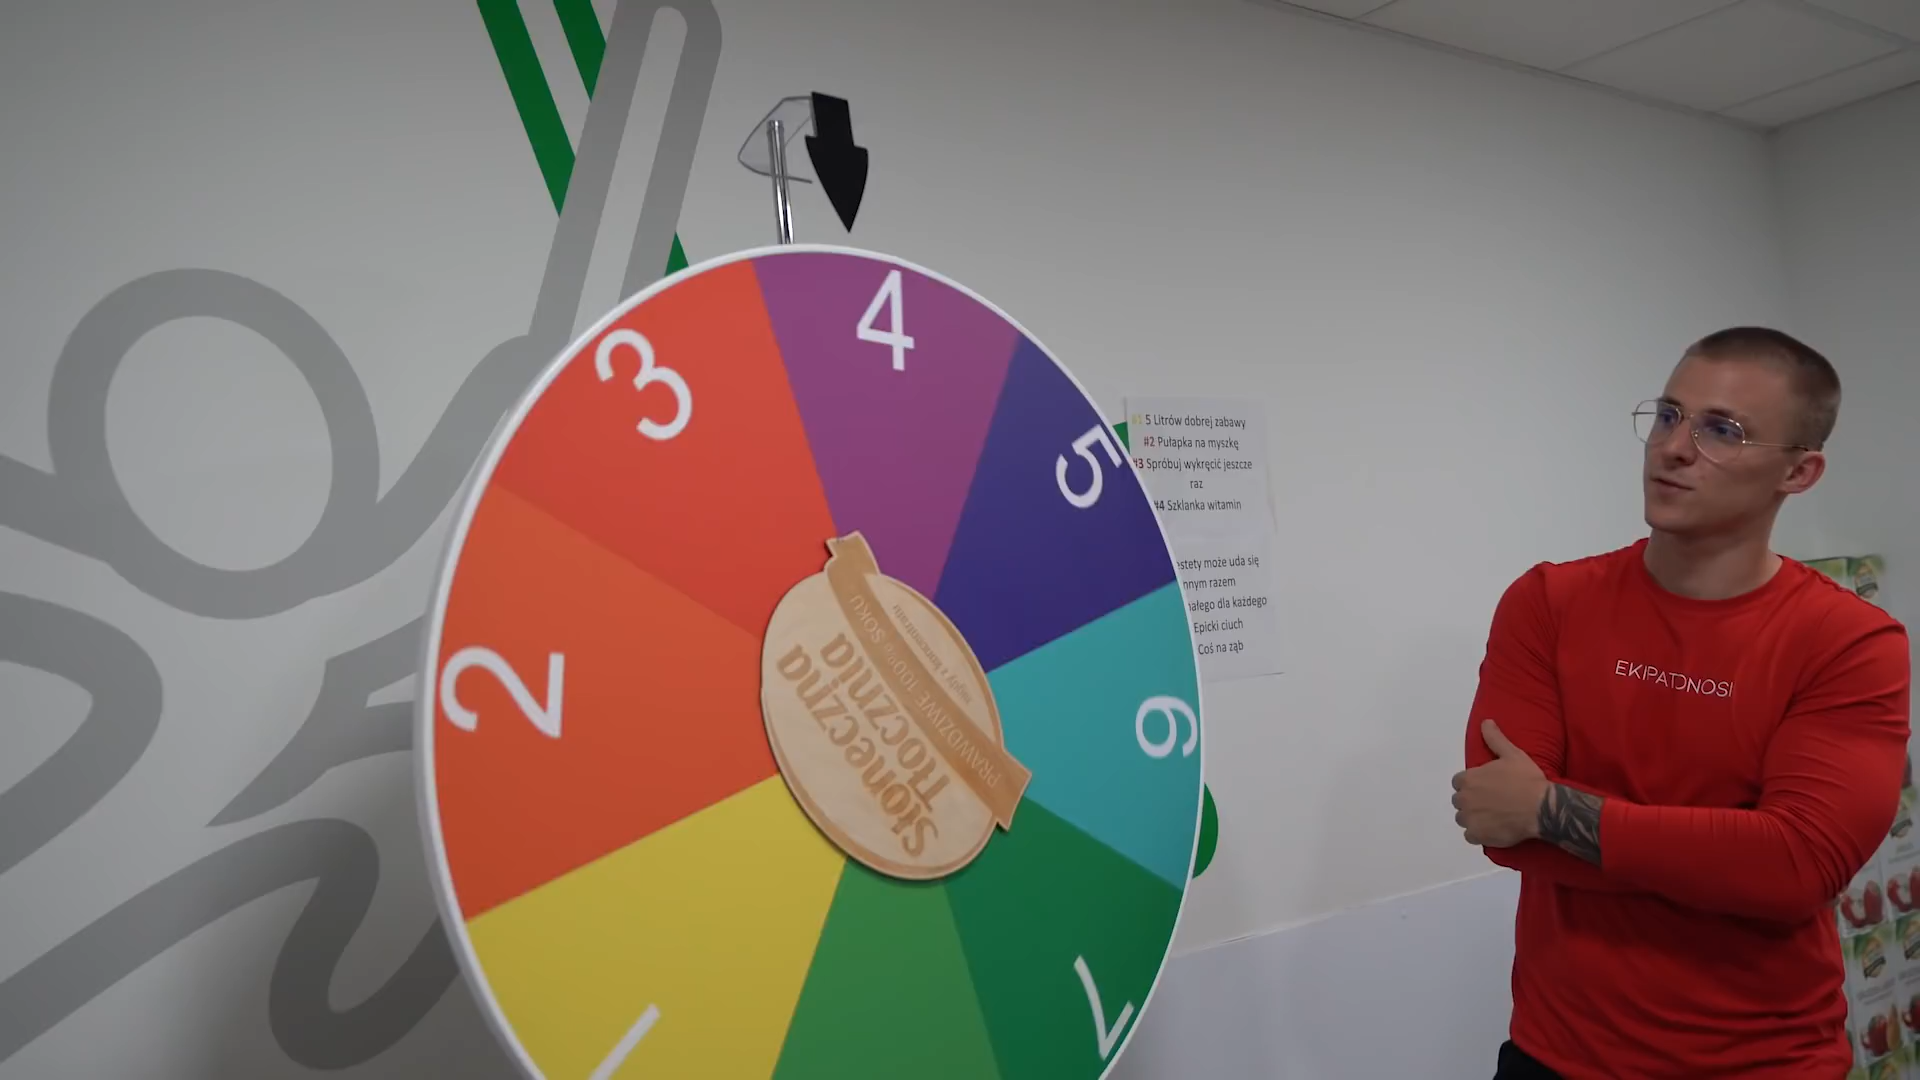 4
3
5
2
6
1
7
Słoneczna
Tłocznia
PRAWDZIWE 100% SOKU
nigdy z koncentratu
#1 5 Litrów dobrej zabawy
#2 Pułapka na myszkę
#3 Spróbuj wykręcić jeszcze
raz
#4 Szklanka witamin
może uda się
razem
dla każdego
Epicki ciuch
Coś na ząb
EKIPATONOSI